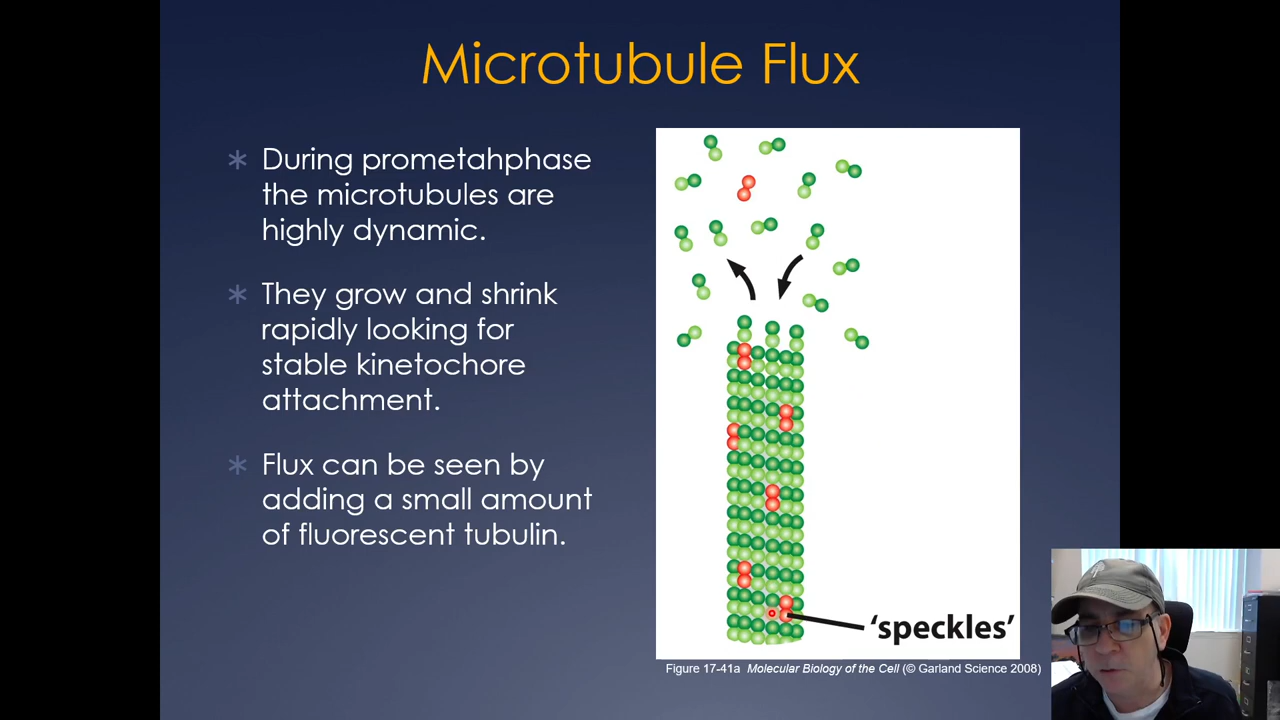 Microtubule Flux
During prometahphase
the microtubules are
highly dynamic.
They grow and shrink
rapidly looking for
stable kinetochore
attachment.
Flux can be seen by
adding a small amount
of fluorescent tubulin.
‘speckles’
Figure 17-41a Molecular Biology of the Cell (© Garland Science 2008)